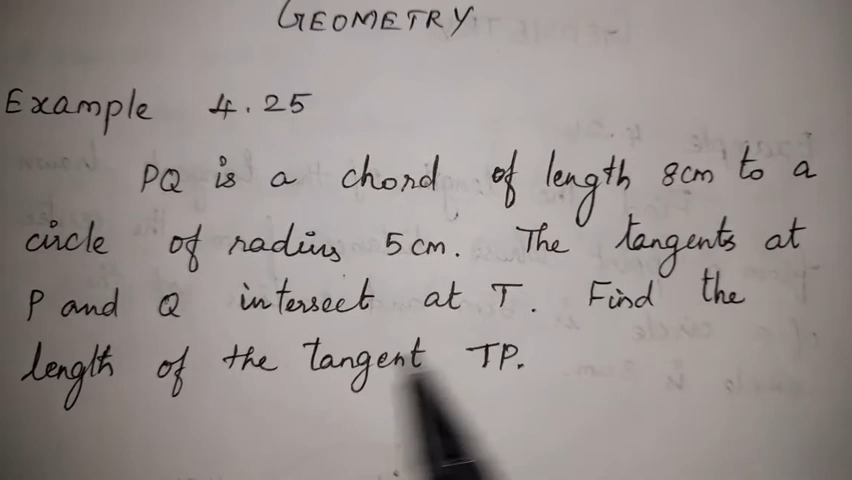 GEOMETRY
Example 4.25
PQ is a chord of length 8cm to a
circle of radius 5cm. The tangents at
P and Q intersect at T. Find the
length of the tangent TP.